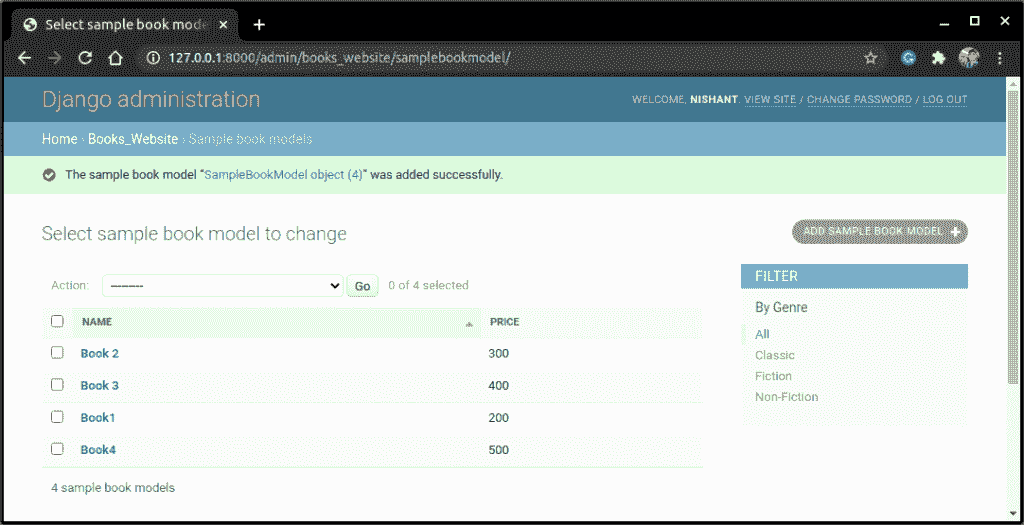 Select sample book mode
127.0.0.1:8000/admin/books_website/samplebookmodel/
Django administration
WELCOME, NISHANT. VIEW SITE / CHANGE PASSWORD / LOG OUT
Home › Books_Website › Sample book models
The sample book model “SampleBookModel object (4)” was added successfully.
Select sample book model to change
ADD SAMPLE BOOK MODEL +
Action: --------- Go 0 of 4 selected
NAME PRICE
Book 2 300
Book 3 400
Book1 200
Book4 500
4 sample book models
FILTER
By Genre
All
Classic
Fiction
Non-Fiction